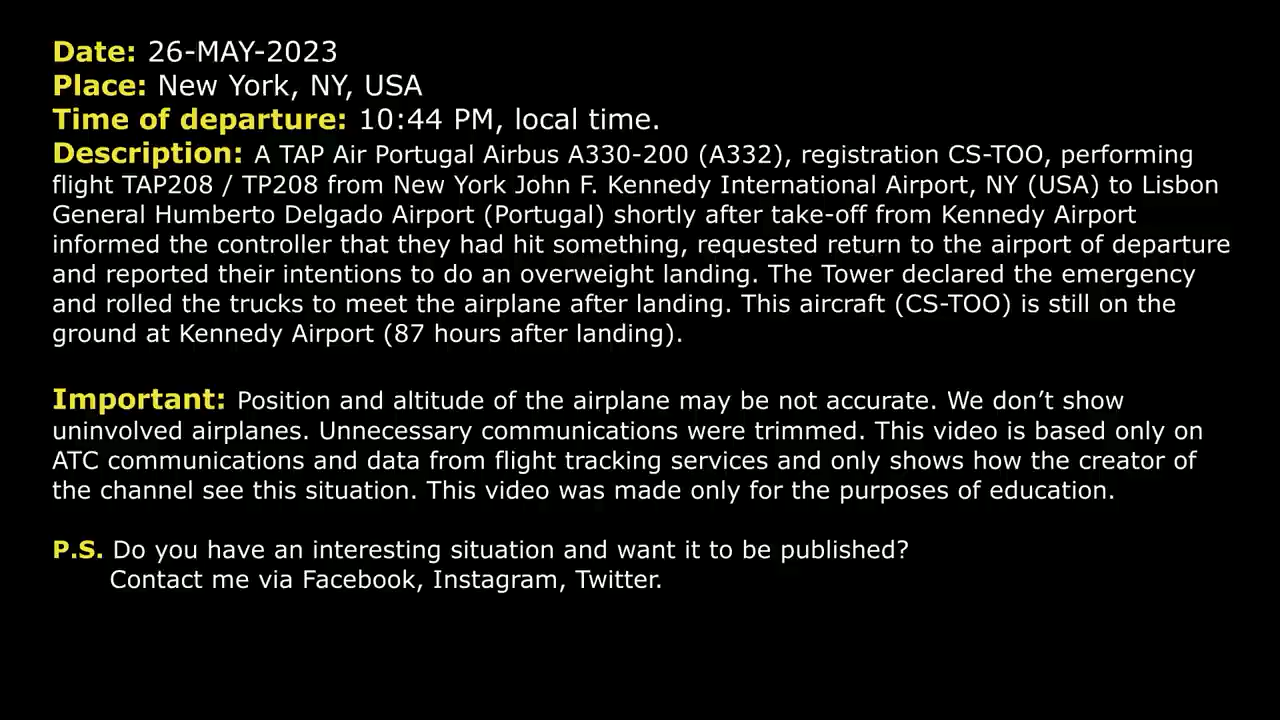 Date: 26-MAY-2023
Place: New York, NY, USA
Time of departure: 10:44 PM, local time.
Description: A TAP Air Portugal Airbus A330-200 (A332), registration CS-TOO, performing
flight TAP208 / TP208 from New York John F. Kennedy International Airport, NY (USA) to Lisbon
General Humberto Delgado Airport (Portugal) shortly after take-off from Kennedy Airport
informed the controller that they had hit something, requested return to the airport of departure
and reported their intentions to do an overweight landing. The Tower declared the emergency
and rolled the trucks to meet the airplane after landing. This aircraft (CS-TOO) is still on the
ground at Kennedy Airport (87 hours after landing).
Important: Position and altitude of the airplane may be not accurate. We don’t show
uninvolved airplanes. Unnecessary communications were trimmed. This video is based only on
ATC communications and data from flight tracking services and only shows how the creator of
the channel see this situation. This video was made only for the purposes of education.
P.S. Do you have an interesting situation and want it to be published?
Contact me via Facebook, Instagram, Twitter.